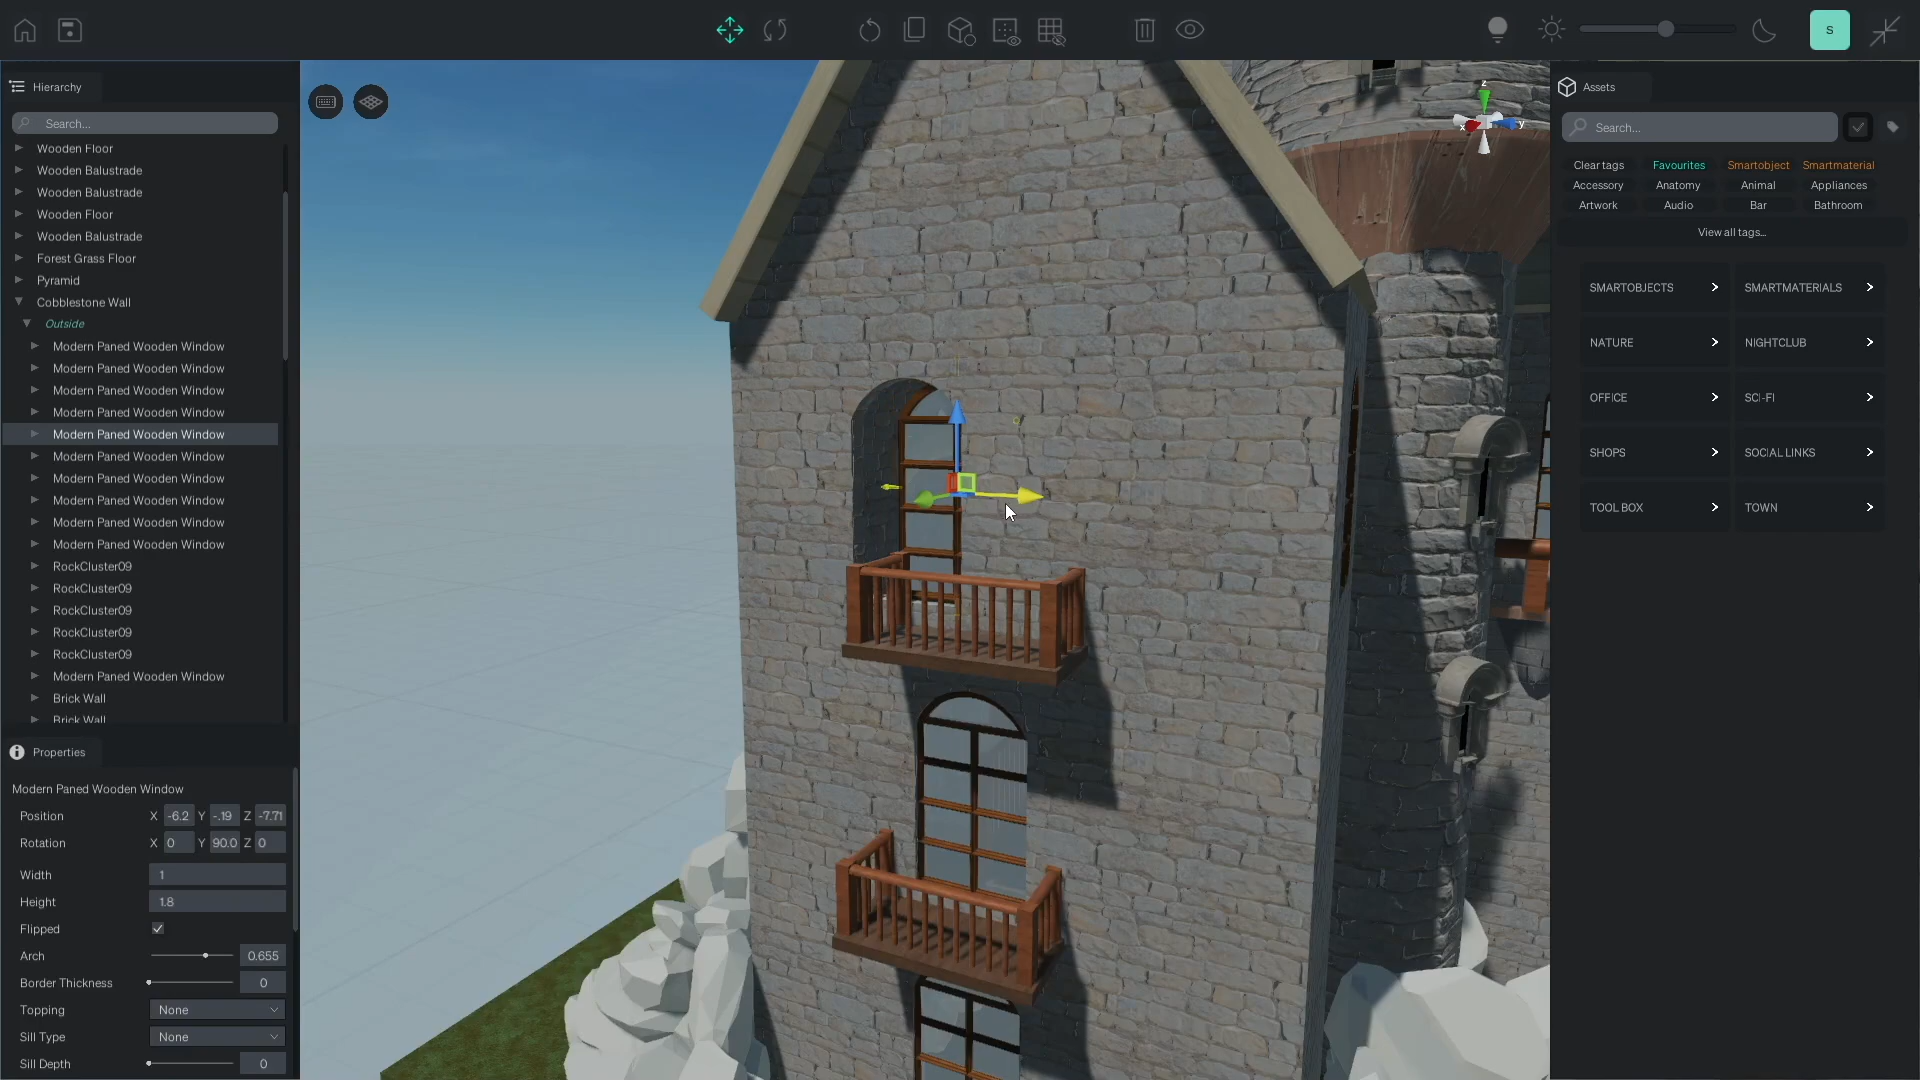 S
Hierarchy
Search...
Wooden Floor
Wooden Balustrade
Wooden Balustrade
Wooden Floor
Wooden Balustrade
Forest Grass Floor
Pyramid
Cobblestone Wall
Outside
Modern Paned Wooden Window
Modern Paned Wooden Window
Modern Paned Wooden Window
Modern Paned Wooden Window
Modern Paned Wooden Window
Modern Paned Wooden Window
Modern Paned Wooden Window
Modern Paned Wooden Window
Modern Paned Wooden Window
Modern Paned Wooden Window
RockCluster09
RockCluster09
RockCluster09
RockCluster09
RockCluster09
Modern Paned Wooden Window
Brick Wall
Brick Wall
Properties
Modern Paned Wooden Window
Position X -6.2 Y -.19 Z -7.71
Rotation X 0 Y 90.0 Z 0
Width 1
Height 1.8
Flipped
Arch 0.655
Border Thickness 0
Topping None
Sill Type None
Sill Depth 0
z
x y
Assets
Search...
Clear tags Favourites Smartobject Smartmaterial
Accessory Anatomy Animal Appliances
Artwork Audio Bar Bathroom
View all tags...
SMARTOBJECTS SMARTMATERIALS
NATURE NIGHTCLUB
OFFICE SCI-FI
SHOPS SOCIAL LINKS
TOOL BOX TOWN